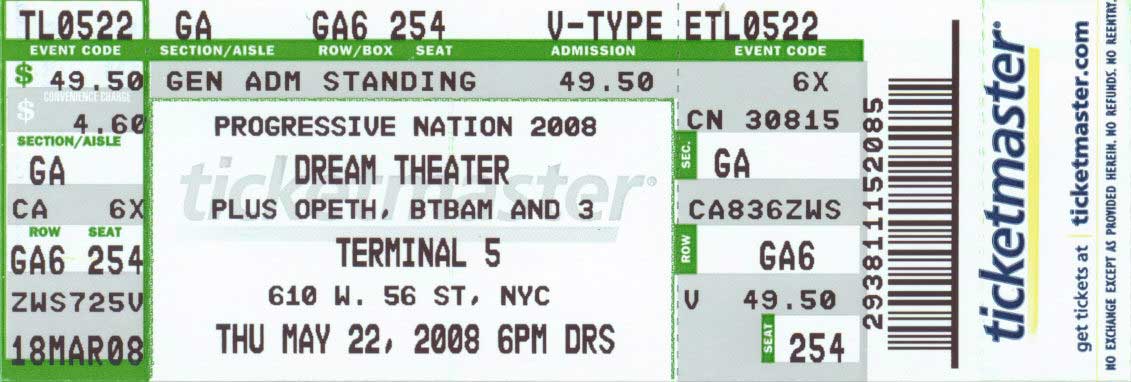 TL0522 GA GA6 254 V-TYPE ETL0522
EVENT CODE SECTION/AISLE ROW/BOX SEAT ADMISSION EVENT CODE
$ 49.50 GEN ADM STANDING 49.50 6X
CONVENIENCE CHARGE
$ 4.60
SECTION/AISLE
GA
CA 6X
ROW SEAT
GA6 254
ZWS725V
18MAR08
ticketmaster®
PROGRESSIVE NATION 2008
DREAM THEATER
PLUS OPETH, BTBAM AND 3
TERMINAL 5
610 W. 56 ST, NYC
THU MAY 22, 2008 6PM DRS
CN 30815
SEC. GA
CA836ZWS
ROW GA6
V 49.50
SEAT 254
293811152085
ticketmaster®
get tickets at ticketmaster.com
NO EXCHANGE EXCEPT AS PROVIDED HEREIN. NO REFUNDS. NO REENTRY.